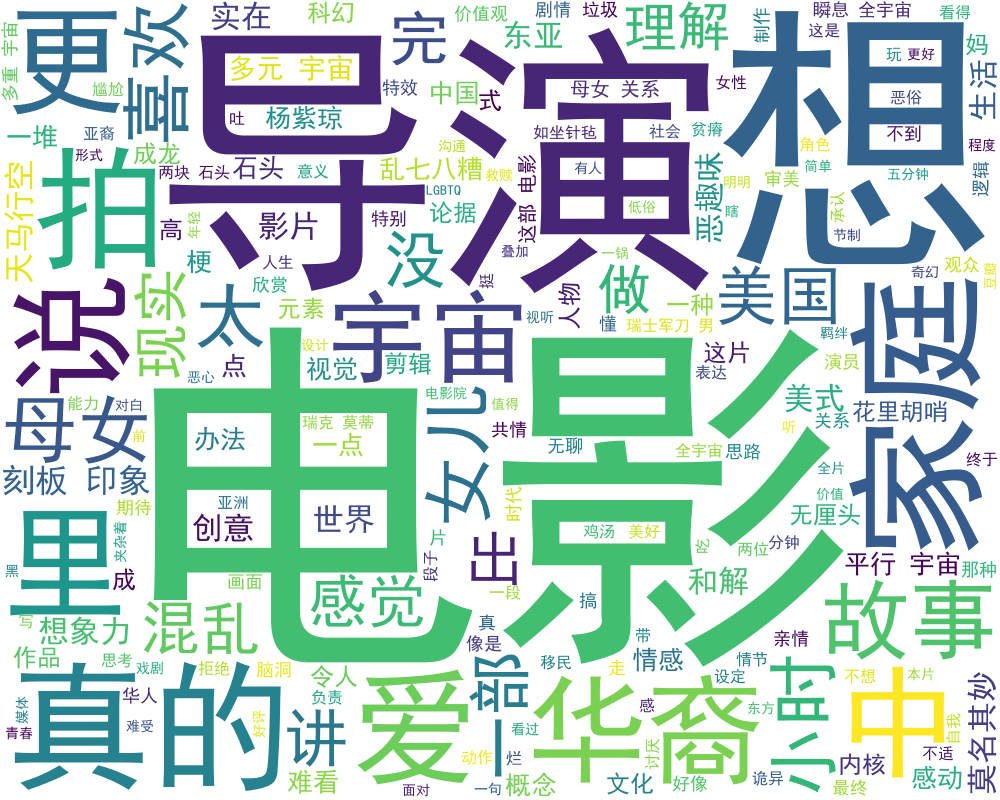 多重 宇宙
更
尴尬
喜欢
实在
科幻
价值观
剧情
垃圾
瞬息 全宇宙
看得
完
东亚
理解
制作
这是
妈
导演
想
多元 宇宙
特效
中国
式
母女 关系
女性
玩
更好
恶俗
不到
生活
程度
吐
杨紫琼
沟通
如坐针毡
社会
贫瘠
角色
简单
五分钟
逻辑
一堆
亚裔
成龙
形式
两块 石头
石头
意义
乱七八糟
救赎
这部 电影
有人
恶趣味
明明
审美
天马行空
拍
LGBTQ
论据
低俗
瞎
承认
节制
高
年轻
影片
特别
叠加
一锅
奇幻
观众
豆瓣
梗
人生
没
挺
做
一种
美国
说
现实
太
欣赏
元素
宇宙
视听
人物
懂
瑞士军刀 男
羁绊
家庭
点
设计
视觉
剪辑
这片
表达
演员
恶心
电影院
值得
美式
关系
花里胡哨
母女
能力
对白
前
办法
瑞克 莫蒂
一点
女儿
共情
无聊
全宇宙
思路
听
终于
刻板 印象
电影
全片
期待
亚洲
创意
世界
时代
片
段子
鸡汤
美好
吃
两位
分钟
价值
无厘头
里
夹杂着
黑
成
画面
出
一段
和解
平行 宇宙
那种
写
想象力
混乱
感觉
真
像是
搞
带
亲情
故事
作品
思考
戏剧
拒绝
脑洞
令人
一部
移民
走
情感
情节
设定
小时
不想
本片
真的
青春
媒体
华人
难受
好评
负责
讲
难看
爱
看过
动作
烂
华裔
感
讨厌
东方
中
自我
莫名其妙
面对
一句
概念
文化
好像
诡异
最终
内核
不适
感动